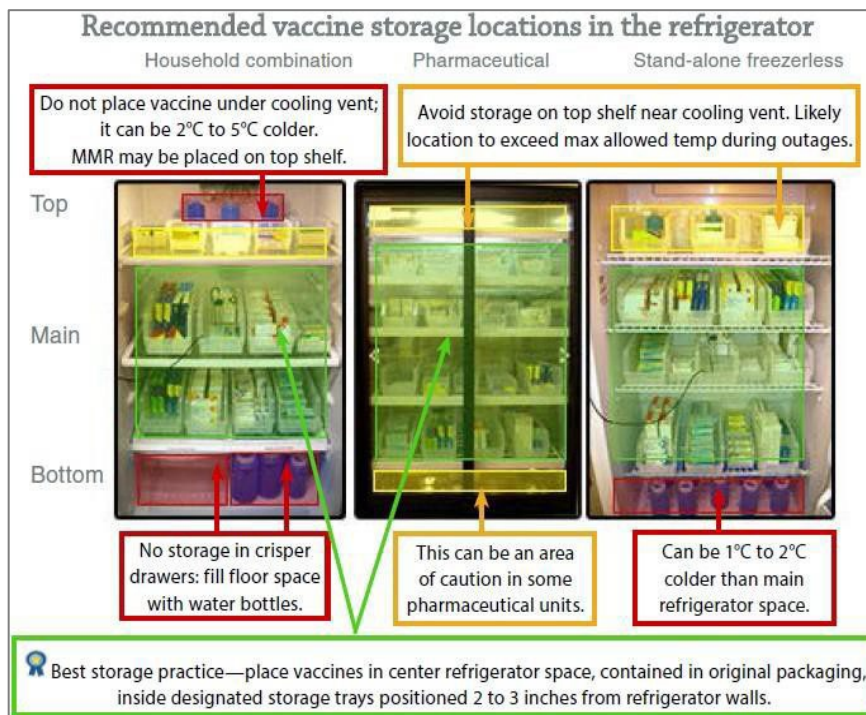 Recommended vaccine storage locations in the refrigerator
Household combination
Pharmaceutical
Stand-alone freezerless
Do not place vaccine under cooling vent;
it can be 2°C to 5°C colder.
MMR may be placed on top shelf.
Avoid storage on top shelf near cooling vent. Likely
location to exceed max allowed temp during outages.
Top
Main
Bottom
No storage in crisper
drawers: fill floor space
with water bottles.
This can be an area
of caution in some
pharmaceutical units.
Can be 1°C to 2°C
colder than main
refrigerator space.
Best storage practice—place vaccines in center refrigerator space, contained in original packaging,
inside designated storage trays positioned 2 to 3 inches from refrigerator walls.